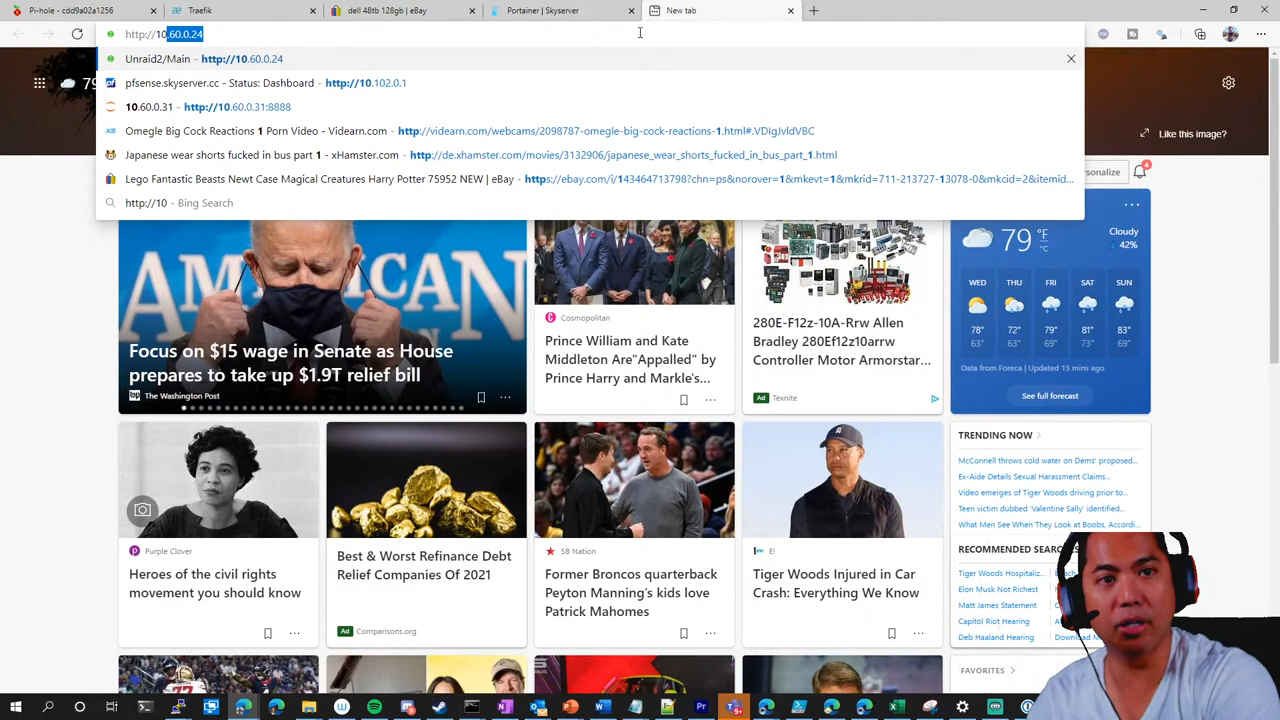 Pi-hole - cdd9a02a1256
Traefik
dell 48tb 128gb | eBay
Portainer | Skyserver
New tab
http://10.60.0.24
Unraid2/Main - http://10.60.0.24
79
pfsense.skyserver.cc - Status: Dashboard - http://10.102.0.1
10.60.0.31 - http://10.60.0.31:8888
Like this image?
Omegle Big Cock Reactions 1 Porn Video - Videarn.com - http://videarn.com/webcams/2098787-omegle-big-cock-reactions-1.html#.VDIgJvldVBC
Japanese wear shorts fucked in bus part 1 - xHamster.com - http://de.xhamster.com/movies/3132906/japanese_wear_shorts_fucked_in_bus_part_1.html
Lego Fantastic Beasts Newt Case Magical Creatures Harry Potter 75952 NEW | eBay - https://ebay.com/i/143464713798?chn=ps&norover=1&mkevt=1&mkrid=711-213727-13078-0&mkcid=2&itemid...
sonalize
4
http://10 - Bing Search
AMERICAN
Focus on $15 wage in Senate as House
prepares to take up $1.9T relief bill
The Washington Post
Cosmopolitan
Prince William and Kate
Middleton Are"Appalled" by
Prince Harry and Markle's...
280E-F12z-10A-Rrw Allen
Bradley 280Ef12z10arrw
Controller Motor Armorstar...
Ad Texnite
79 °F
°C
Cloudy
42%
WED THU FRI SAT SUN
78° 72° 79° 81° 83°
63° 63° 69° 73° 69°
Data from Foreca | Updated 13 mins ago
See full forecast
Purple Clover
Heroes of the civil rights
movement you should know
Best & Worst Refinance Debt
Relief Companies Of 2021
Ad Comparisons.org
SB Nation
Former Broncos quarterback
Peyton Manning's kids love
Patrick Mahomes
E!
Tiger Woods Injured in Car
Crash: Everything We Know
TRENDING NOW
McConnell throws cold water on Dems' proposed...
Ex-Aide Details Sexual Harassment Claims...
Video emerges of Tiger Woods driving prior to...
Teen victim dubbed 'Valentine Sally' identified...
What Men See When They Look at Boobs, Accordi...
RECOMMENDED SEARC
Tiger Woods Hospitaliz...
Elon Musk Not Richest
Matt James Statement
Capitol Riot Hearing
Deb Haaland Hearing
FAVORITES